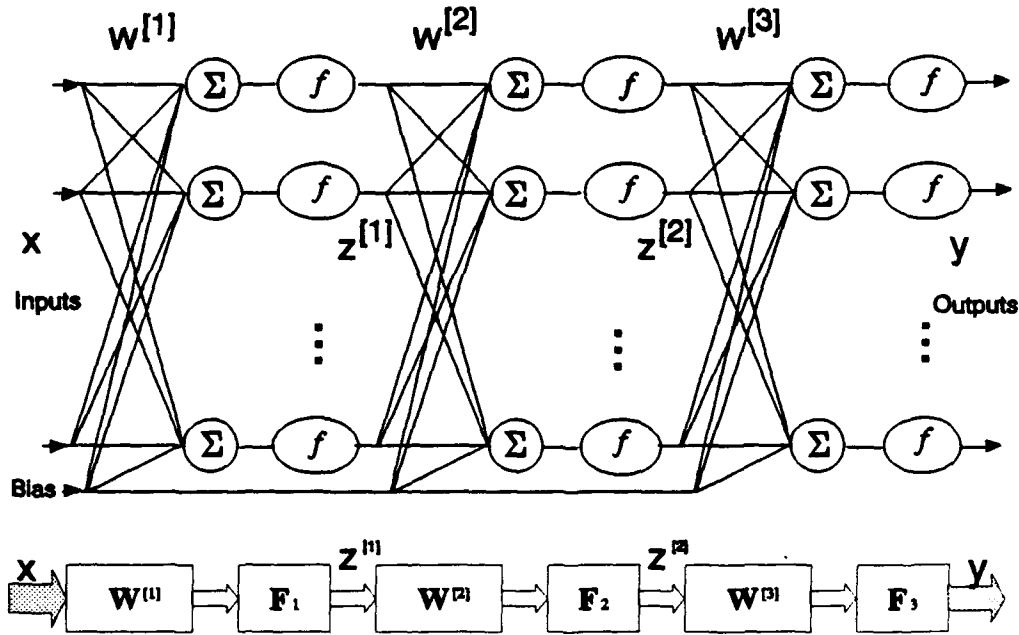 W[1] W[2] W[3]
Σ f Σ f Σ f
Σ f Σ f Σ f
x z[1] z[2] y
Inputs Outputs
Σ f Σ f Σ f
Bias
x z[1] z[2] y
W[1] F1 W[2] F2 W[3] F3